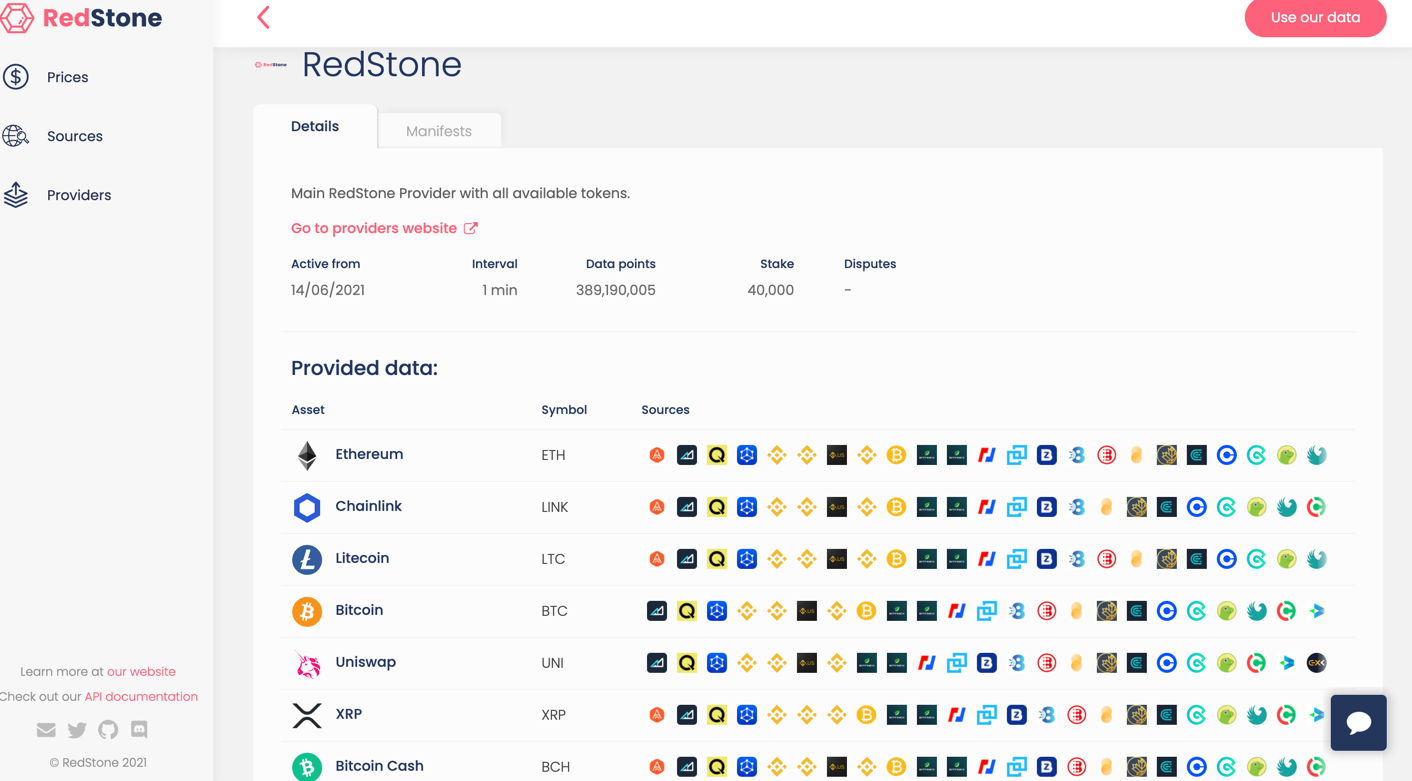 RedStone
Use our data
Prices
Sources
Providers
RedStone
RedStone
Details
Manifests
Main RedStone Provider with all available tokens.
Go to providers website
Active from Interval Data points Stake Disputes
14/06/2021 1 min 389,190,005 40,000 -
Provided data:
Asset Symbol Sources
Ethereum ETH
Chainlink LINK
Litecoin LTC
Bitcoin BTC
Uniswap UNI
XRP XRP
Bitcoin Cash BCH
Learn more at our website
Check out our API documentation
© RedStone 2021